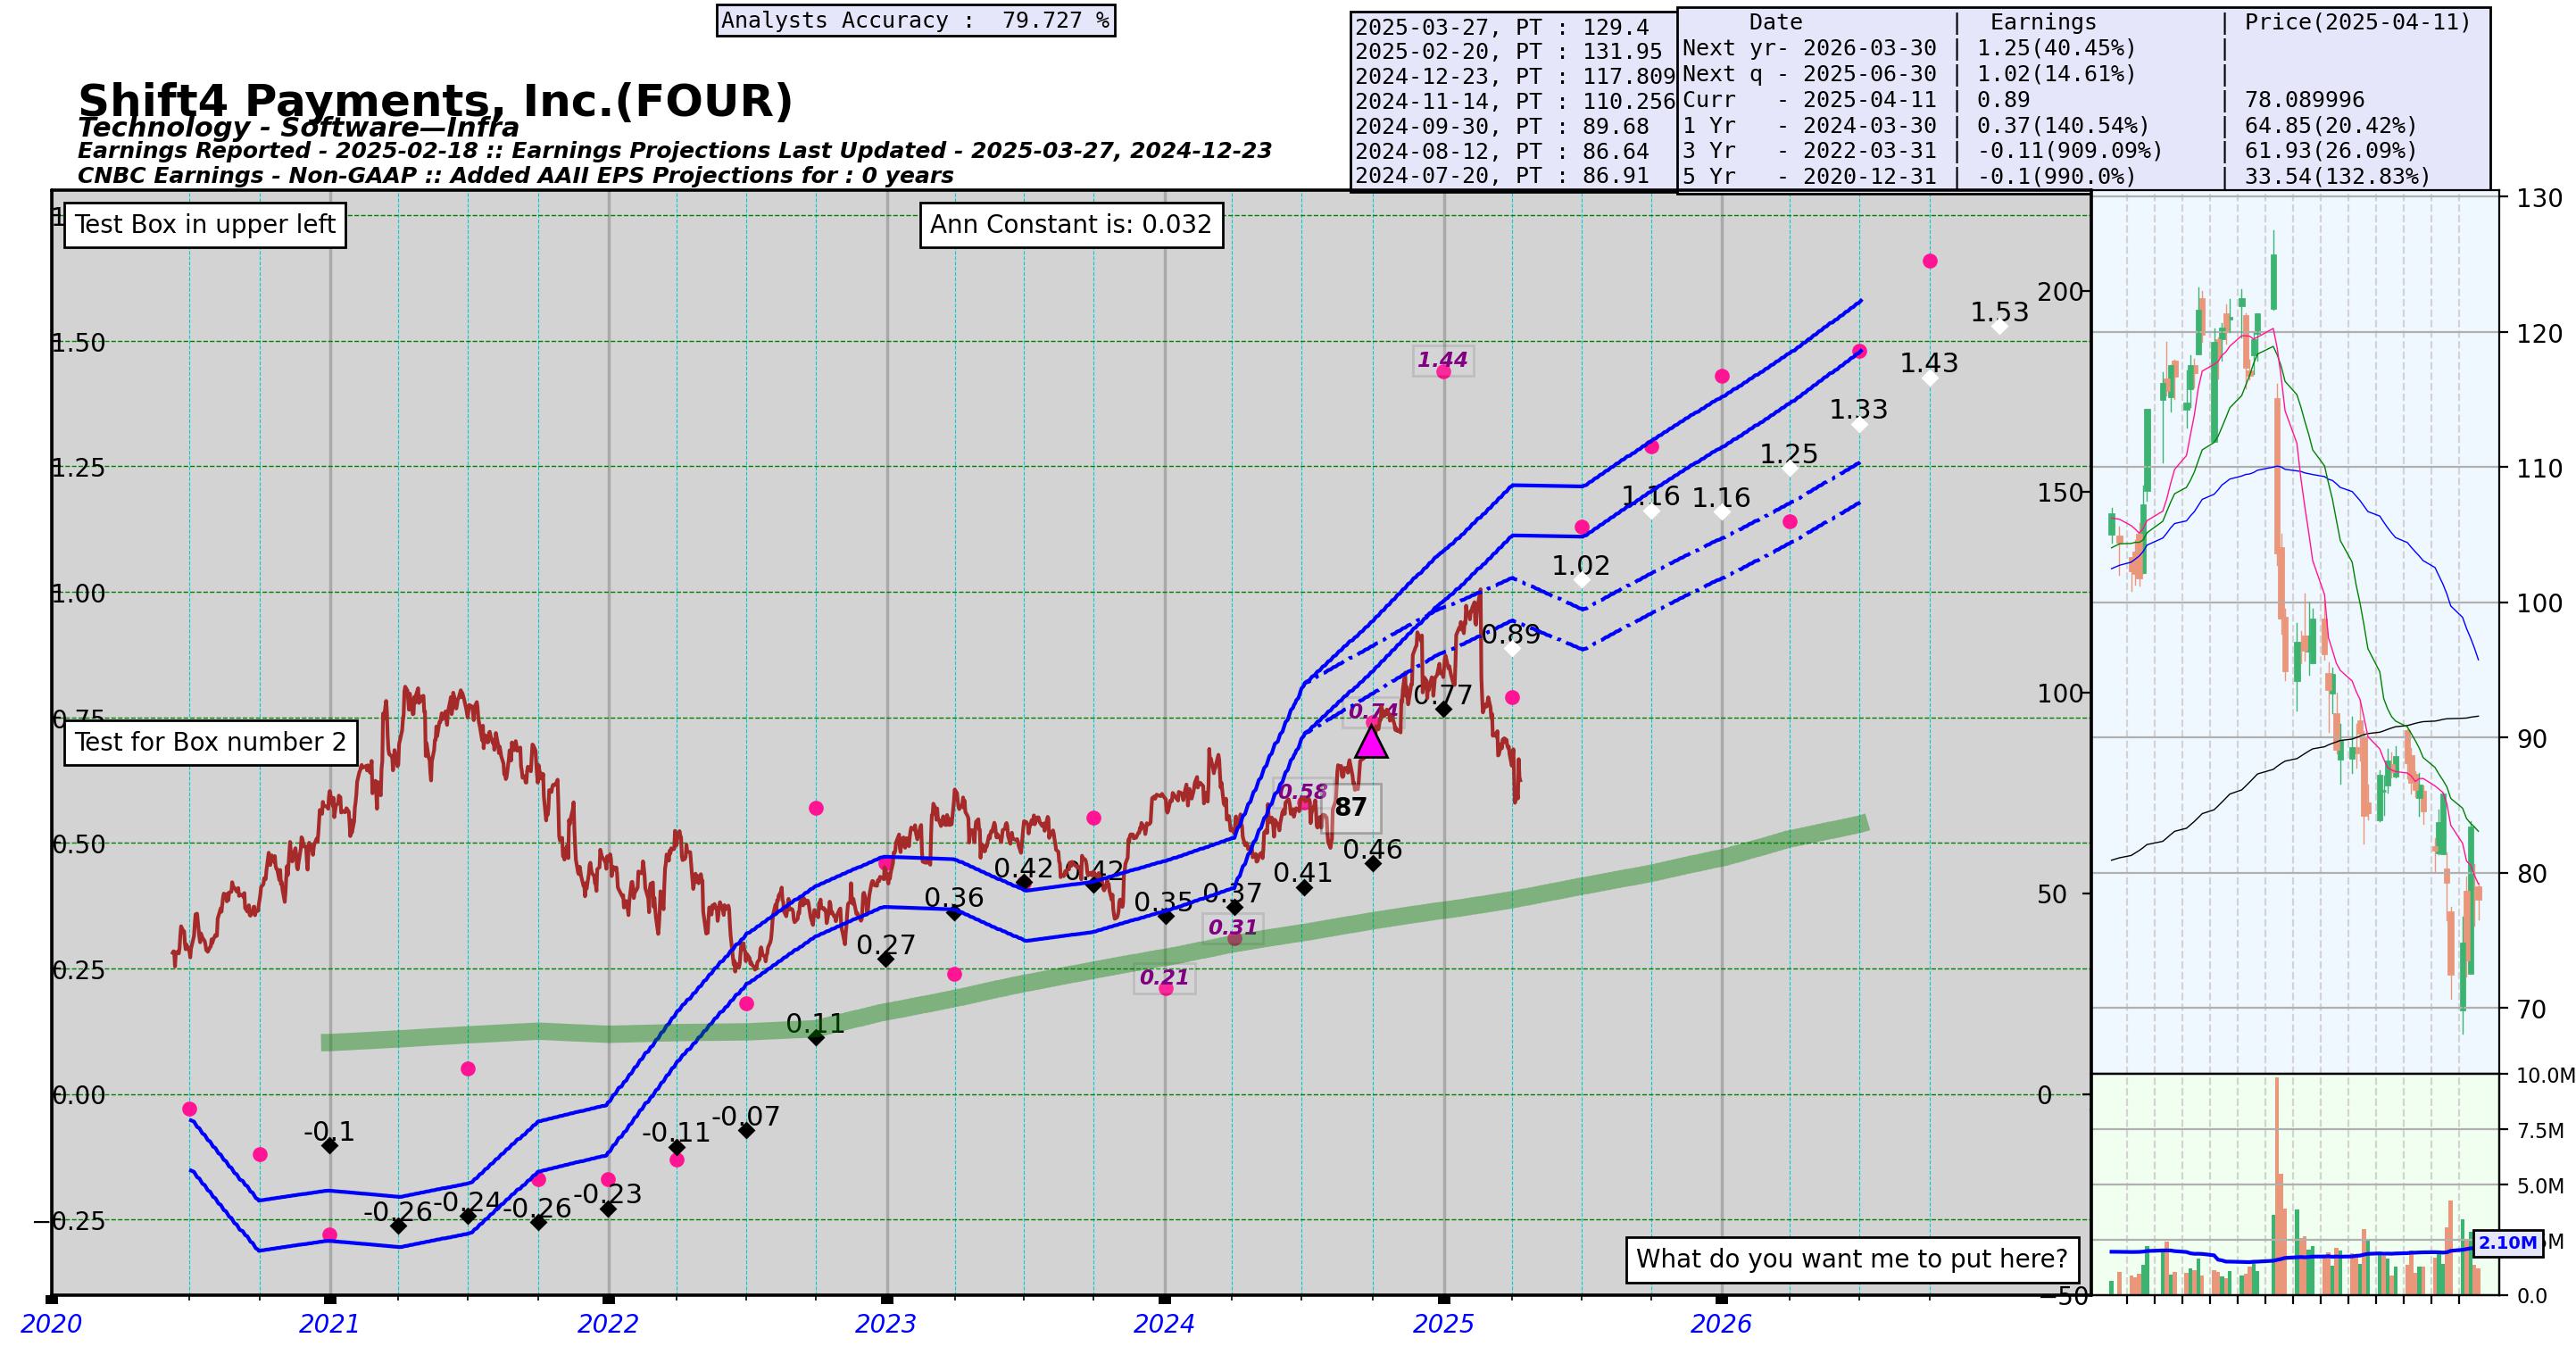 Analysts Accuracy :  79.727 %
2025-03-27, PT : 129.4
2025-02-20, PT : 131.95
2024-12-23, PT : 117.809
2024-11-14, PT : 110.256
2024-09-30, PT : 89.68
2024-08-12, PT : 86.64
2024-07-20, PT : 86.91
Date | Earnings | Price(2025-04-11)
Next yr- 2026-03-30 | 1.25(40.45%) |
Next q - 2025-06-30 | 1.02(14.61%) |
Curr - 2025-04-11 | 0.89 | 78.089996
1 Yr - 2024-03-30 | 0.37(140.54%) | 64.85(20.42%)
3 Yr - 2022-03-31 | -0.11(909.09%) | 61.93(26.09%)
5 Yr - 2020-12-31 | -0.1(990.0%) | 33.54(132.83%)
Shift4 Payments, Inc.(FOUR)
Technology - Software—Infra
Earnings Reported - 2025-02-18 :: Earnings Projections Last Updated - 2025-03-27, 2024-12-23
CNBC Earnings - Non-GAAP :: Added AAII EPS Projections for : 0 years
Test Box in upper left
Ann Constant is: 0.032
Test for Box number 2
What do you want me to put here?
1.50
1.25
1.00
0.75
0.50
0.25
0.00
−0.25
-0.1
-0.26
-0.24
-0.26
-0.23
-0.11
-0.07
0.11
0.27
0.36
0.42
0.42
0.35
0.37
0.41
0.46
0.77
0.89
1.02
1.16
1.16
1.25
1.33
1.43
1.53
0.21
0.31
0.58
0.74
1.44
87
200
150
100
50
0
−50
130
120
110
100
90
80
70
10.0M
7.5M
5.0M
2.10M
0.0
2020
2021
2022
2023
2024
2025
2026